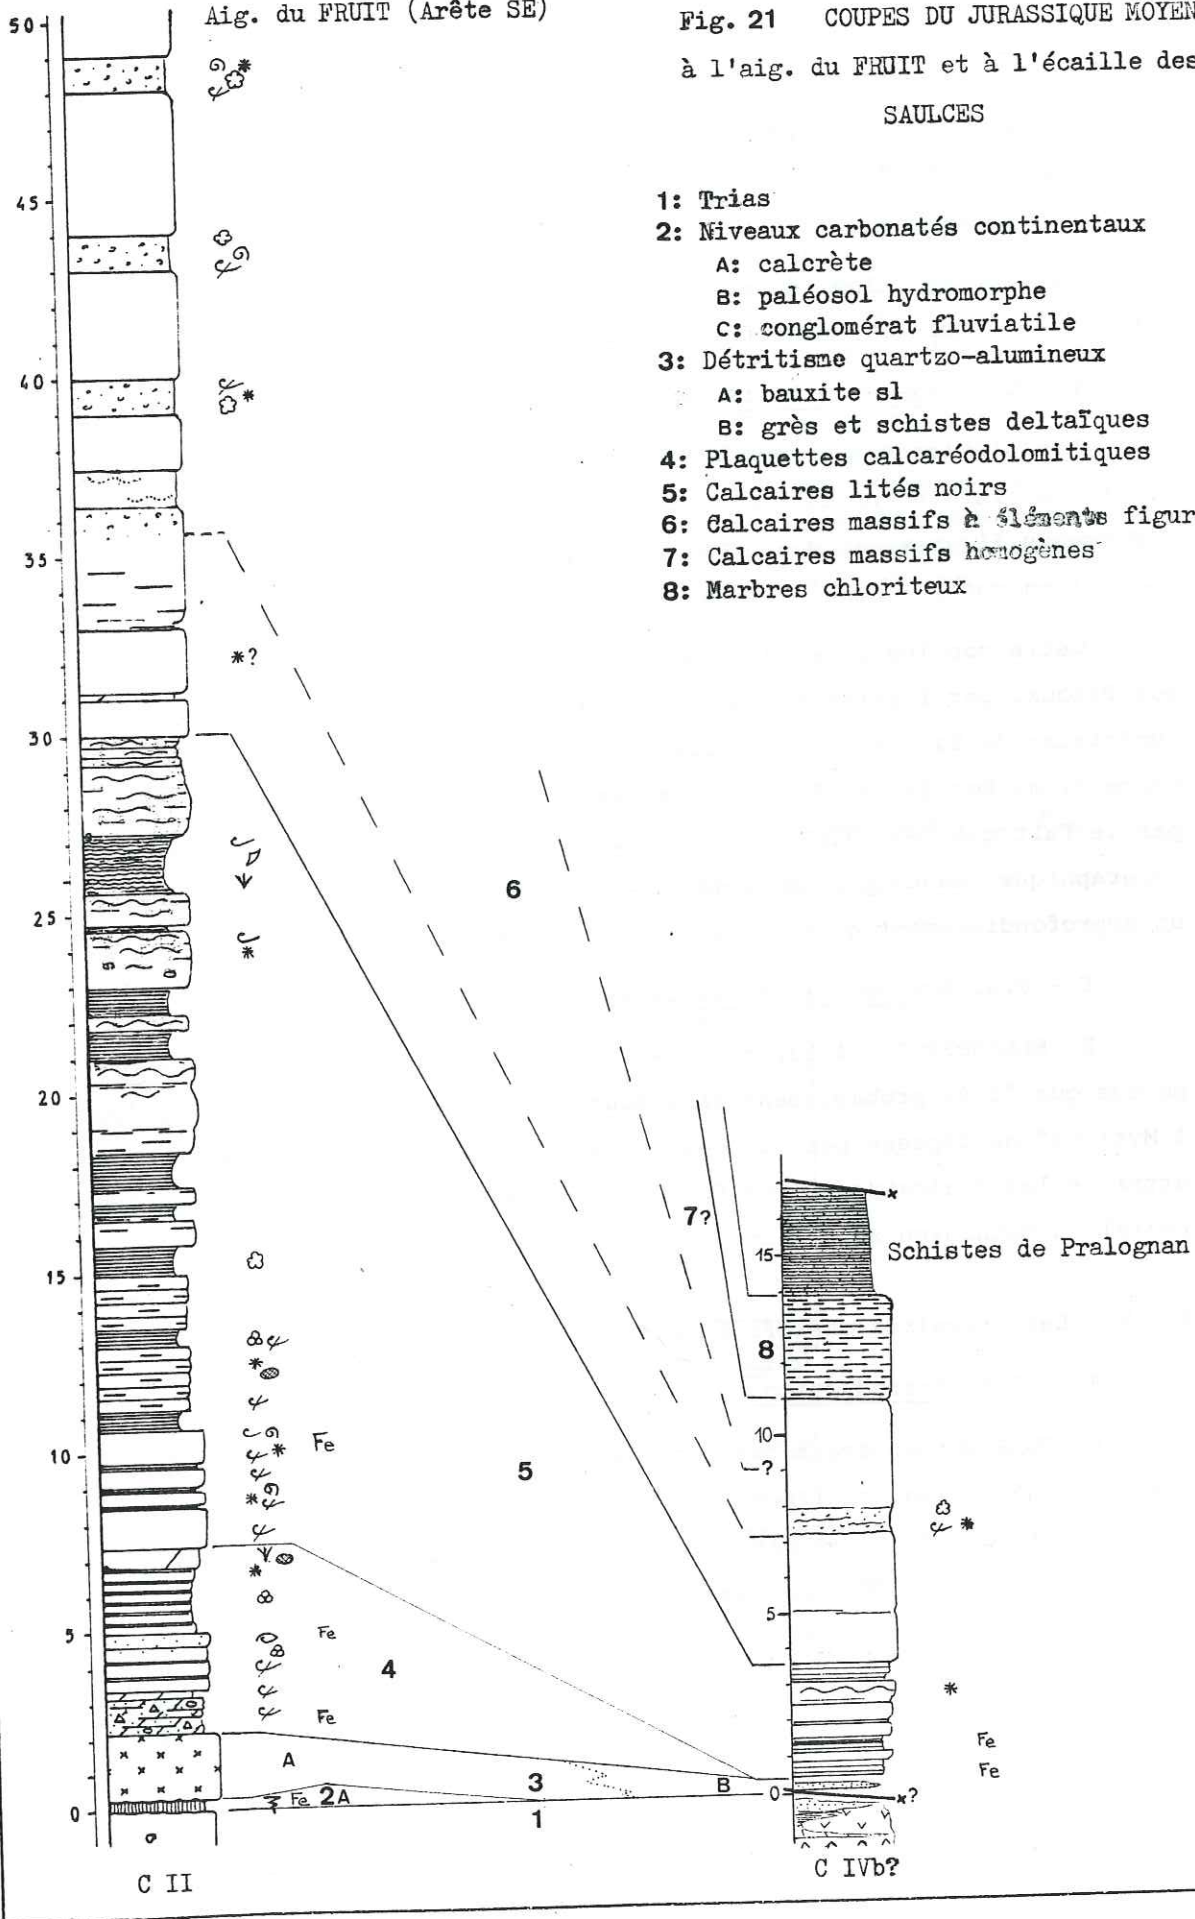 Aig. du FRUIT (Arête SE)
Fig. 21 COUPES DU JURASSIQUE MOYEN
à l'aig. du FRUIT et à l'écaille des
SAULCES
1: Trias
2: Niveaux carbonatés continentaux
A: calcrète
B: paléosol hydromorphe
C: conglomérat fluviatile
3: Détritisme quartzo-alumineux
A: bauxite sl
B: grès et schistes deltaïques
4: Plaquettes calcaréodolomitiques
5: Calcaires lités noirs
6: Calcaires massifs à éléments figur
7: Calcaires massifs homogènes
8: Marbres chloriteux
50
45
40
35
30
25
20
15
10
5
0
*
*
*?
*
*
*
*
*
Fe
Fe
Fe
Fe
6
5
4
A
3
2A
B
1
7?
8
?
Schistes de Pralognan
15
10
5
0
*
*
Fe
Fe
x
x?
C II
C IVb?